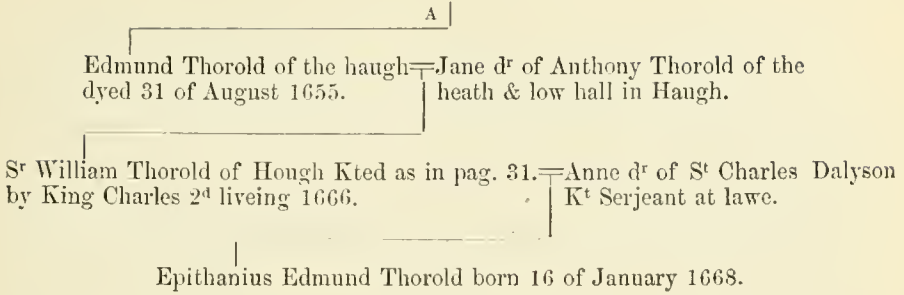 A
Edmund Thorold of the haugh Jane dʳ of Anthony Thorold of the
dyed 31 of August 1655. heath & low hall in Haugh.
Sʳ William Thorold of Hough Kted as in pag. 31. Anne dʳ of Sᵗ Charles Dalyson
by King Charles 2ᵈ liveing 1666. Kᵗ Serjeant at lawe.
Epithanius Edmund Thorold born 16 of January 1668.